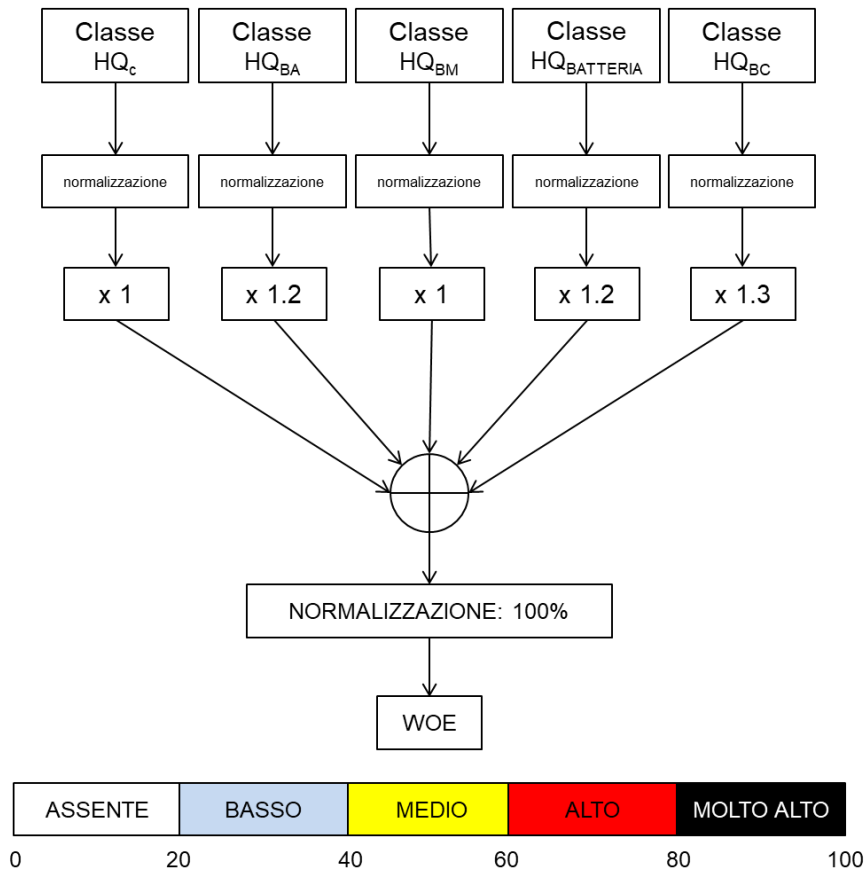 Classe Classe Classe Classe Classe
HQc HQBA HQBM HQBATTERIA HQBC
normalizzazione normalizzazione normalizzazione normalizzazione normalizzazione
x 1 x 1.2 x 1 x 1.2 x 1.3
NORMALIZZAZIONE: 100%
WOE
ASSENTE BASSO MEDIO ALTO MOLTO ALTO
0 20 40 60 80 100